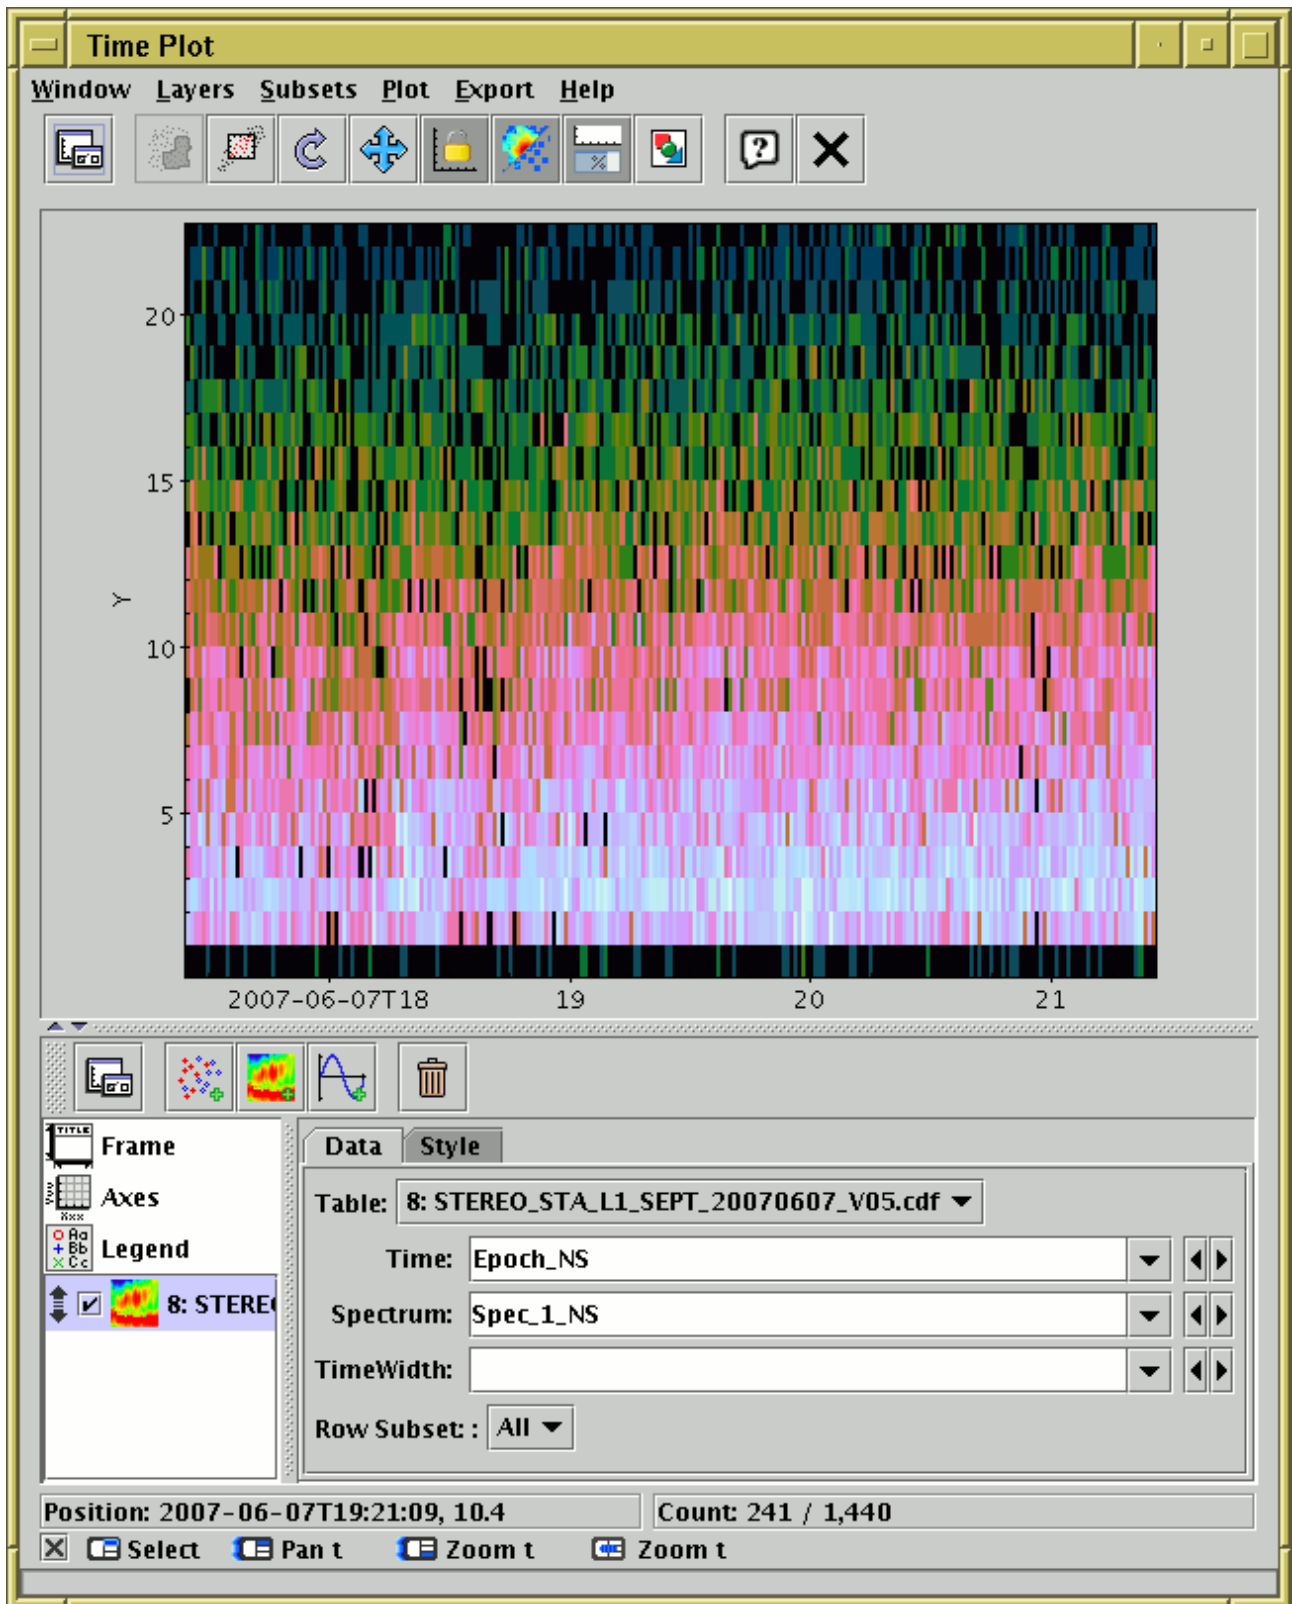 Time Plot
Window Layers Subsets Plot Export Help
20
15
Y
10
5
2007-06-07T18 19 20 21
Frame
Axes
Legend
8: STERE
Data Style
Table: 8: STEREO_STA_L1_SEPT_20070607_V05.cdf
Time: Epoch_NS
Spectrum: Spec_1_NS
TimeWidth:
Row Subset: : All
Position: 2007-06-07T19:21:09, 10.4 Count: 241 / 1,440
Select Pan t Zoom t Zoom t